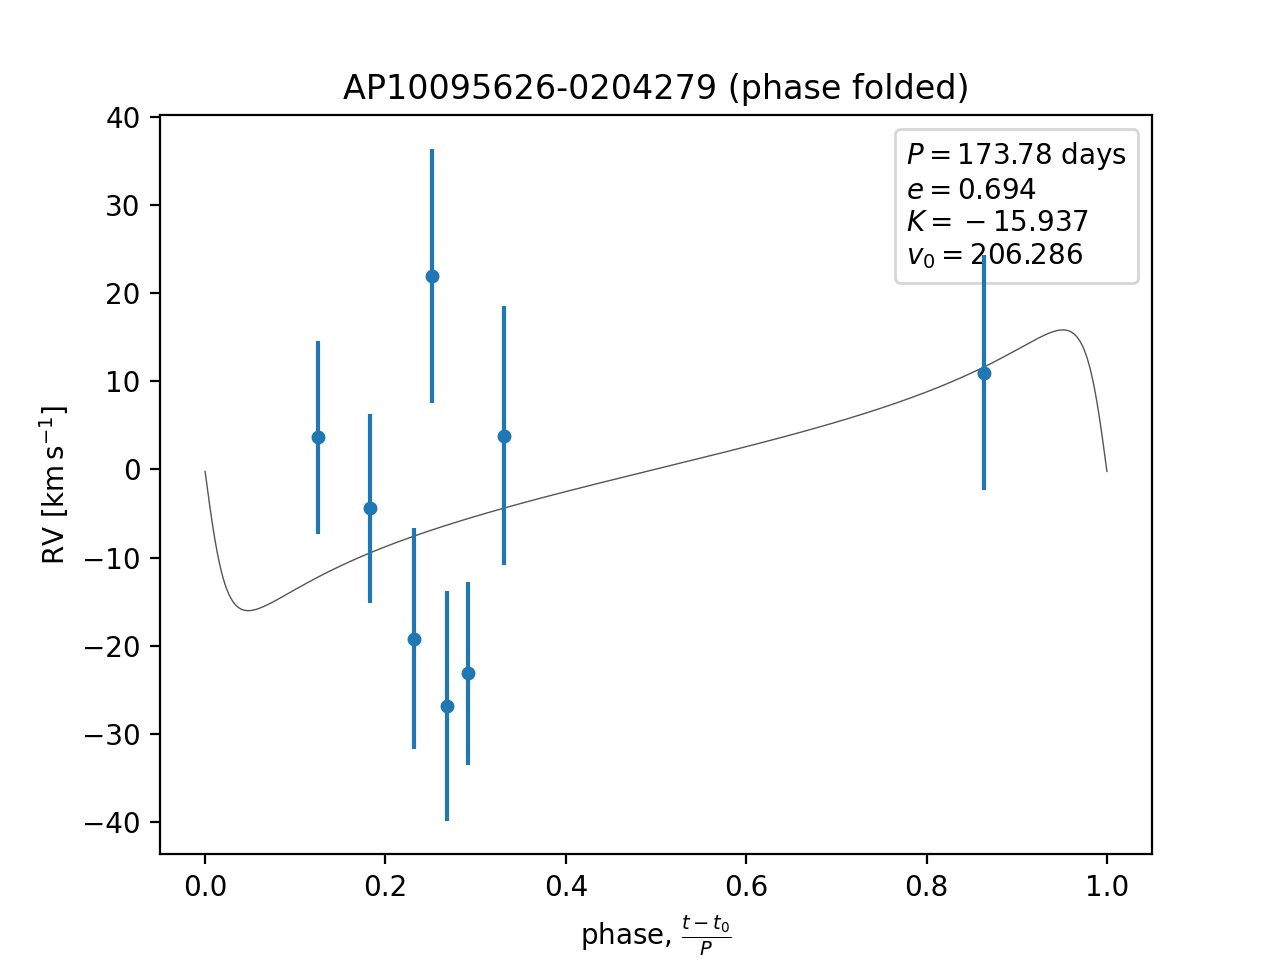 AP10095626-0204279 (phase folded)
P = 173.78 days
e = 0.694
K = −15.937
v₀ = 206.286
RV [km s⁻¹]
40
30
20
10
0
−10
−20
−30
−40
0.0 0.2 0.4 0.6 0.8 1.0
phase, (t − t₀)/P